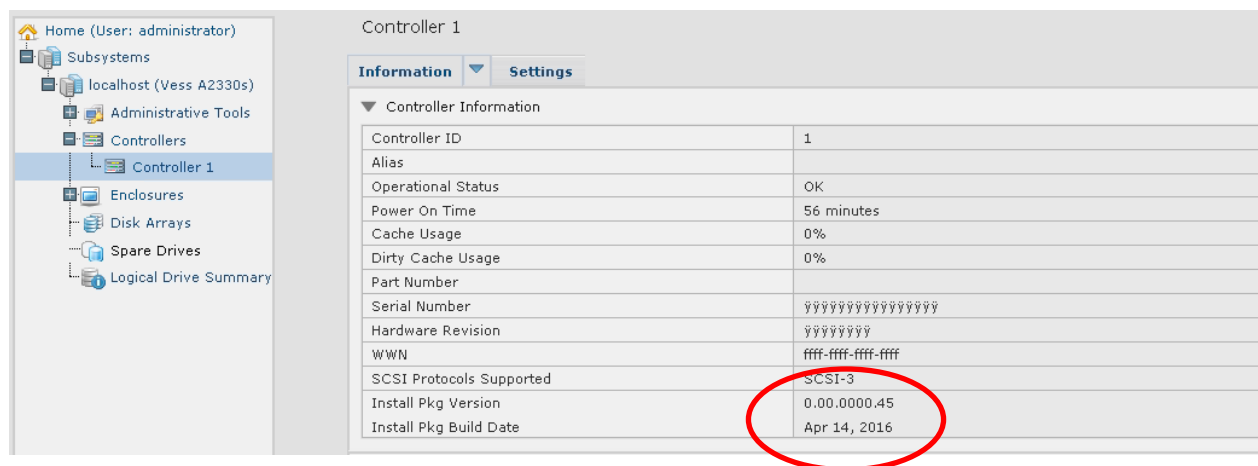 Home (User: administrator)
Subsystems
localhost (Vess A2330s)
Administrative Tools
Controllers
Controller 1
Enclosures
Disk Arrays
Spare Drives
Logical Drive Summary
Controller 1
Information Settings
Controller Information
Controller ID 1
Alias
Operational Status OK
Power On Time 56 minutes
Cache Usage 0%
Dirty Cache Usage 0%
Part Number
Serial Number ÿÿÿÿÿÿÿÿÿÿÿÿÿÿÿÿ
Hardware Revision ÿÿÿÿÿÿÿÿ
WWN ffff-ffff-ffff-ffff
SCSI Protocols Supported SCSI-3
Install Pkg Version 0.00.0000.45
Install Pkg Build Date Apr 14, 2016